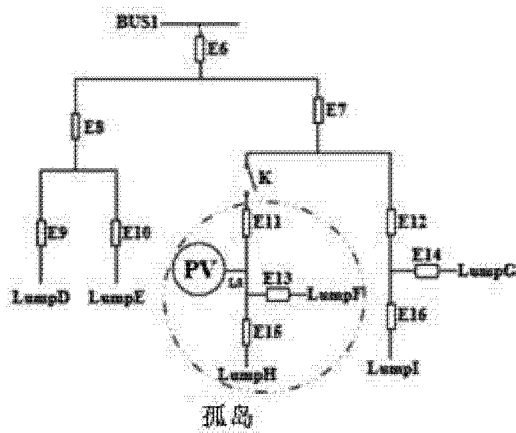 BUS1
E6
E8
E7
K
E9
E10
E11
E12
PV
E13
E14
LumpG
LumpD
LumpE
LumpF
E15
E16
LumpH
LumpI
孤岛